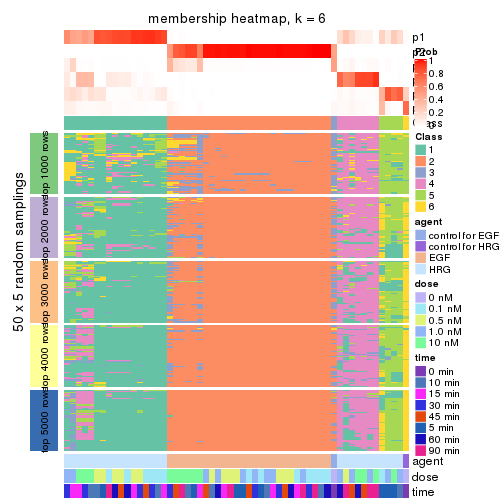 membership heatmap, k = 6
p1
p2
Prob
1
0.8
0.6
0.4
0.2
0
Class
1
2
3
4
5
6
agent
control for EGF
control for HRG
EGF
HRG
dose
0 nM
0.1 nM
0.5 nM
1.0 nM
10 nM
time
0 min
10 min
15 min
30 min
45 min
5 min
60 min
90 min
50 x 5 random samplings
top 1000 rows
top 2000 rows
top 3000 rows
top 4000 rows
top 5000 rows
agent
dose
time